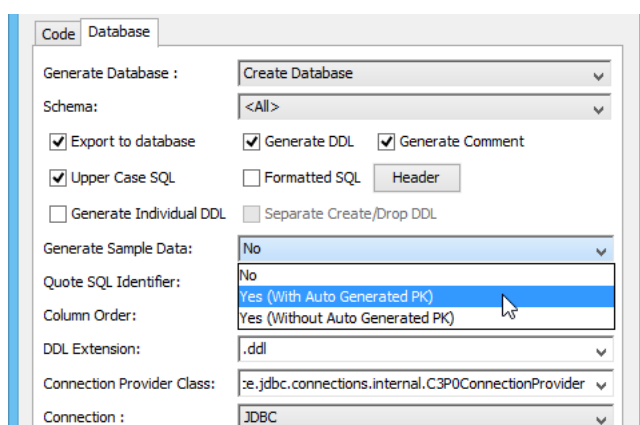 Code Database
Generate Database : Create Database
Schema: <All>
Export to database Generate DDL Generate Comment
Upper Case SQL Formatted SQL Header
Generate Individual DDL Separate Create/Drop DDL
Generate Sample Data: No
No
Quote SQL Identifier:
Yes (With Auto Generated PK)
Column Order: Yes (Without Auto Generated PK)
DDL Extension: .ddl
Connection Provider Class: :e.jdbc.connections.internal.C3P0ConnectionProvider
Connection : JDBC